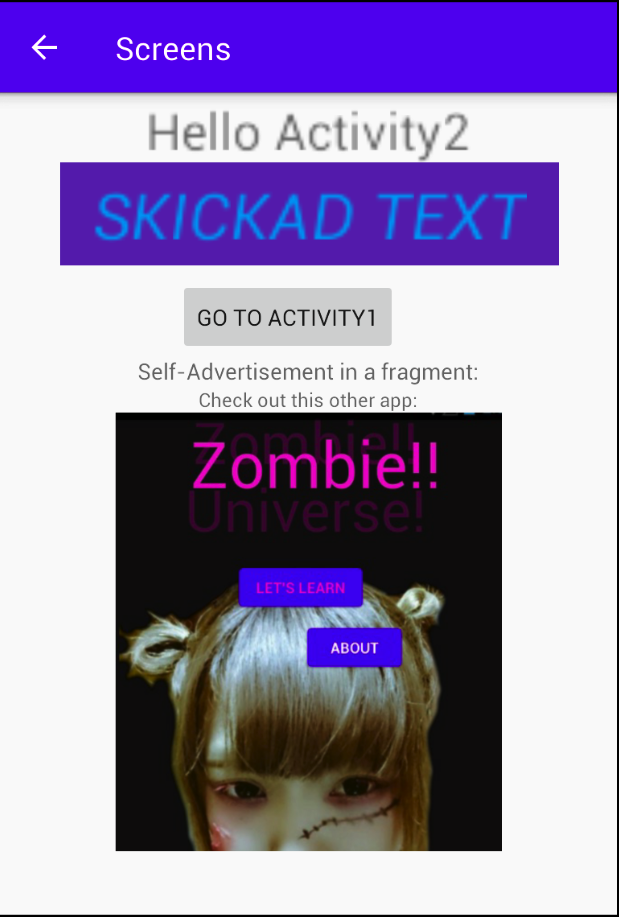 Screens
Hello Activity2
SKICKAD TEXT
GO TO ACTIVITY1
Self-Advertisement in a fragment:
Check out this other app:
Zombie!!
Zombie!!
Universe!
LET'S LEARN
ABOUT